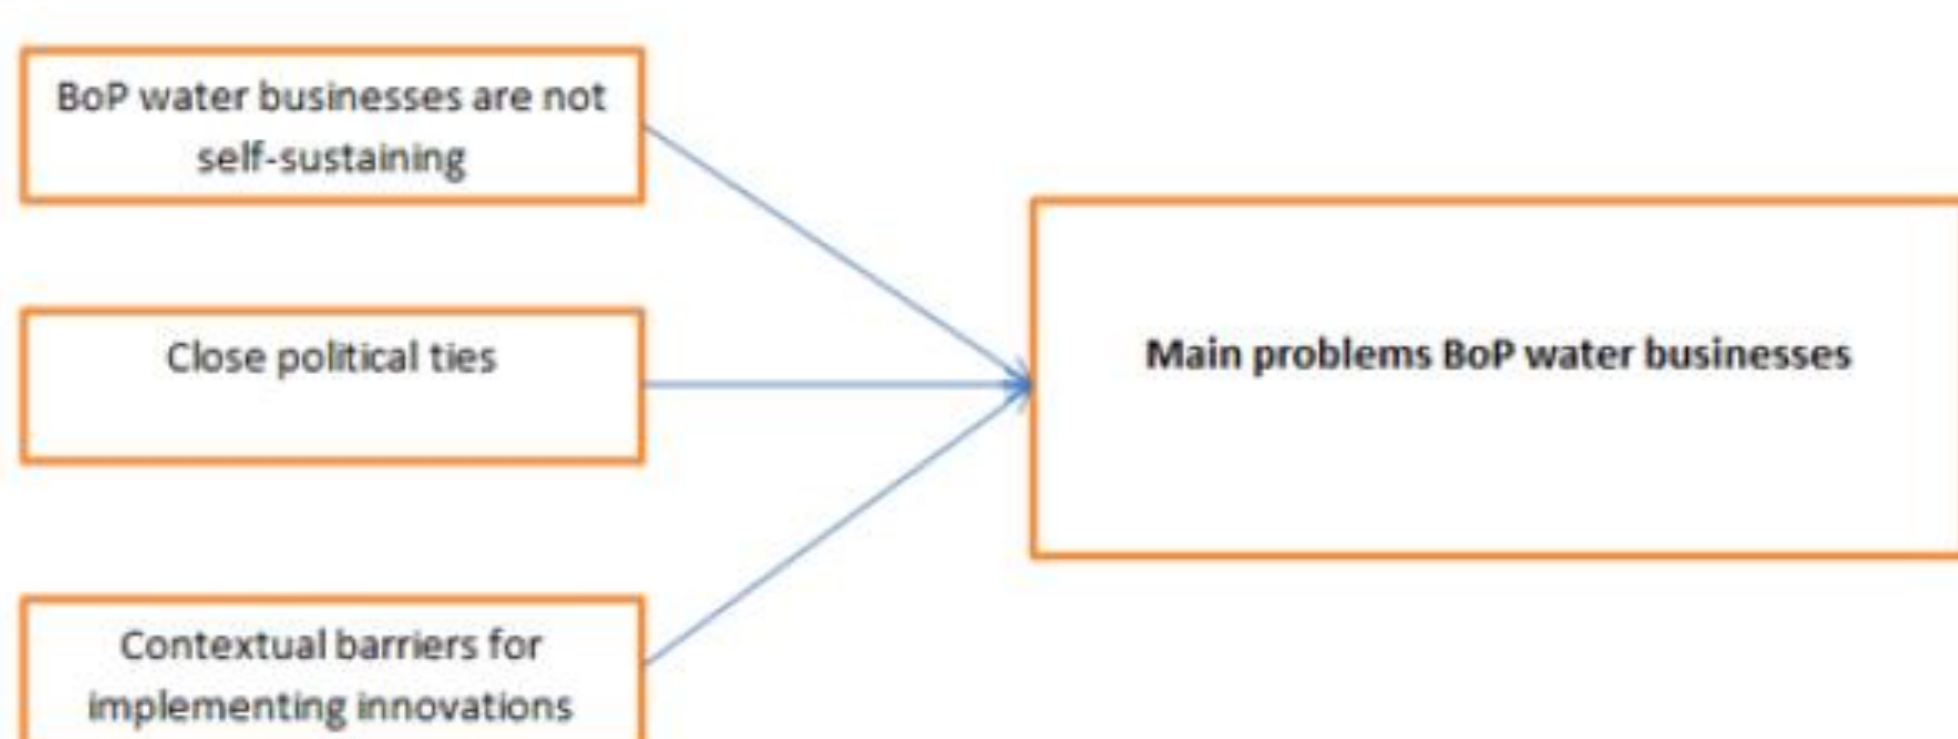 BoP water businesses are not
self-sustaining
Close political ties
Main problems BoP water businesses
Contextual barriers for
implementing innovations